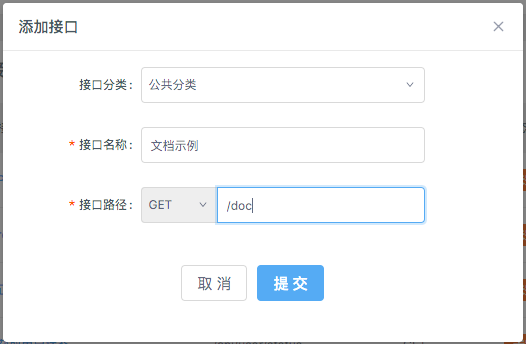 添加接口
接口分类：
公共分类
* 接口名称：
文档示例
* 接口路径：
GET
/doc
取 消
提 交